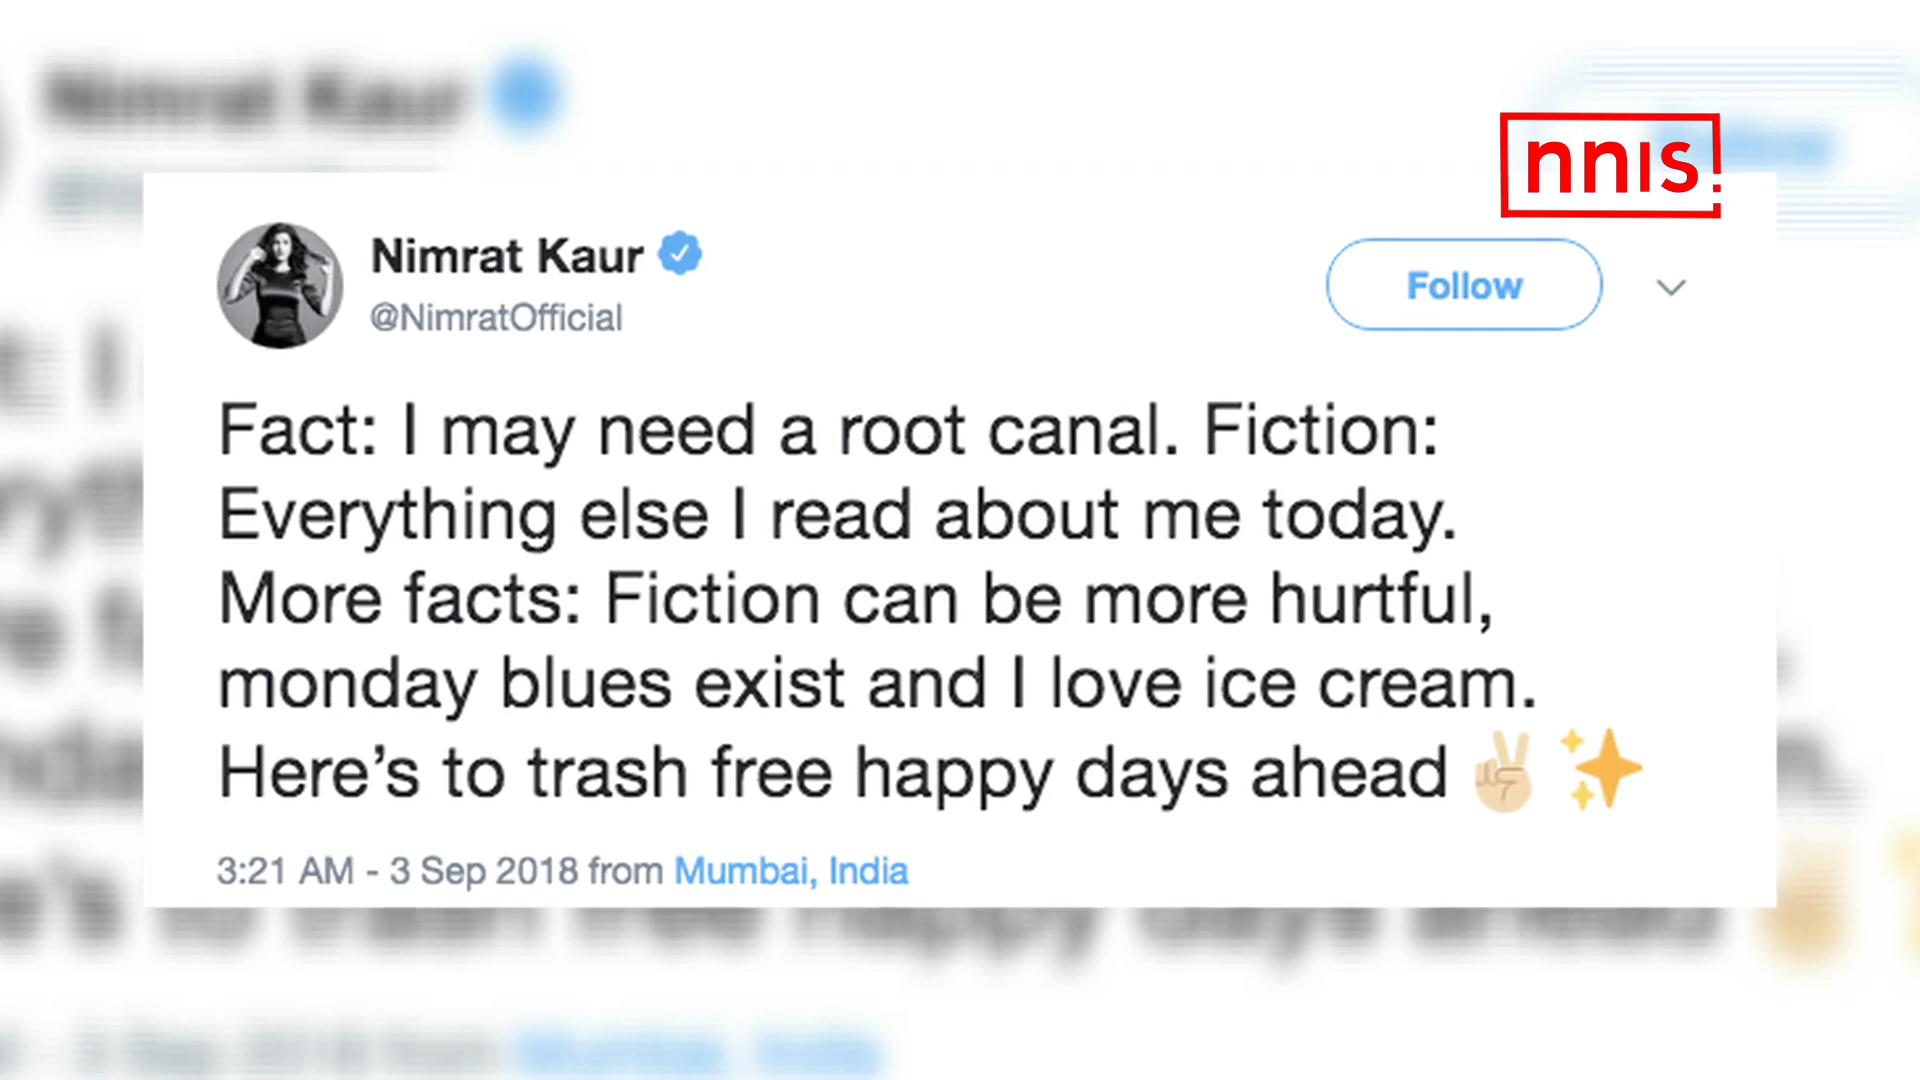 nnis
Nimrat Kaur
@NimratOfficial
Follow
Fact: I may need a root canal. Fiction:
Everything else I read about me today.
More facts: Fiction can be more hurtful,
monday blues exist and I love ice cream.
Here’s to trash free happy days ahead ✌🏼 ✨
3:21 AM - 3 Sep 2018 from Mumbai, India